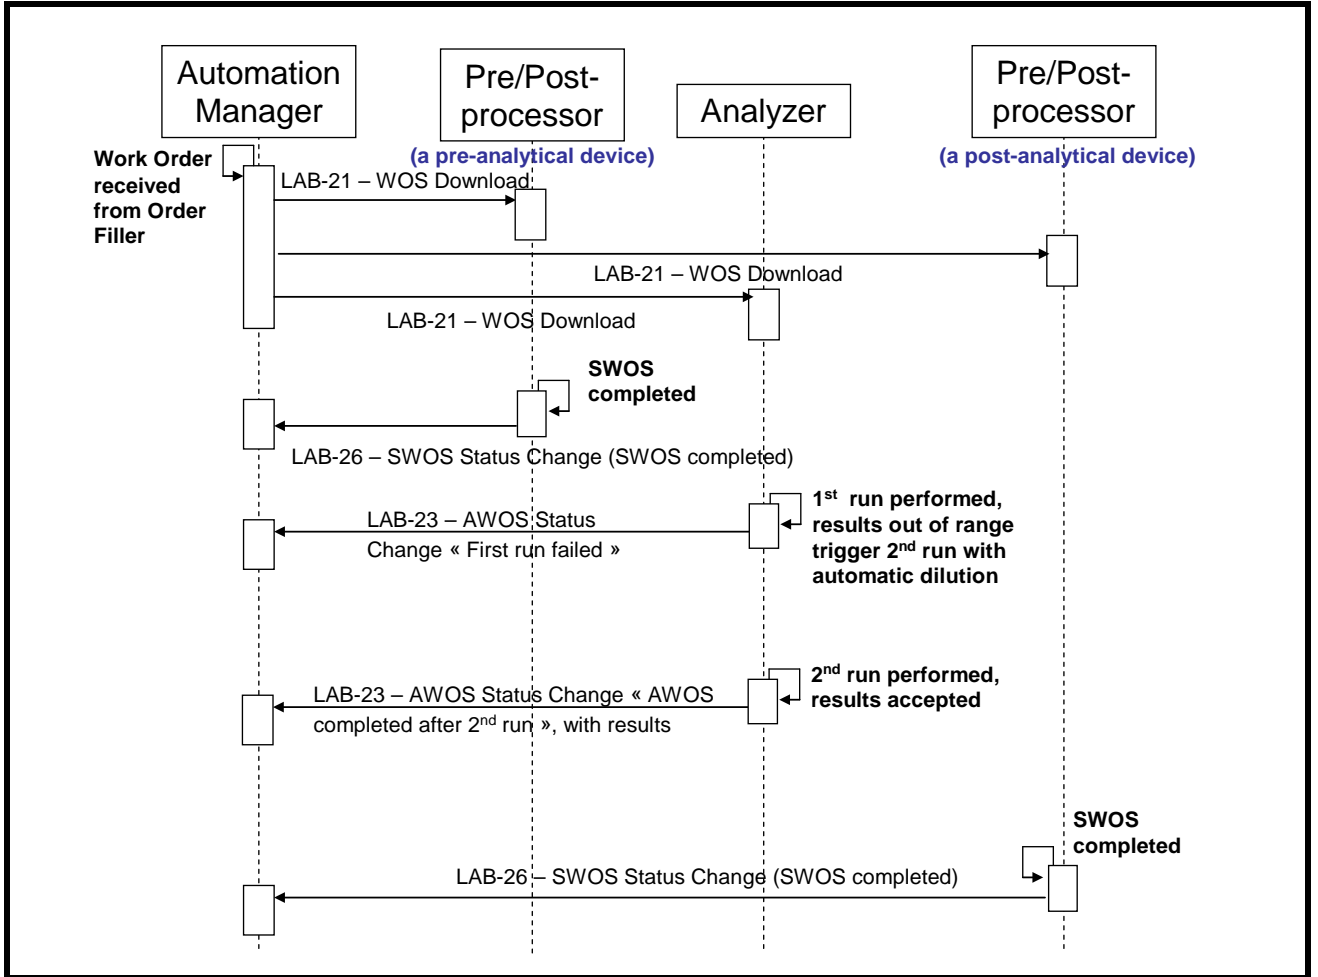 Automation
Manager
Pre/Post-
processor
Analyzer
Pre/Post-
processor
(a pre-analytical device)
(a post-analytical device)
Work Order
received
from Order
Filler
LAB-21 – WOS Download
LAB-21 – WOS Download
LAB-21 – WOS Download
SWOS
completed
LAB-26 – SWOS Status Change (SWOS completed)
1st run performed,
results out of range
trigger 2nd run with
automatic dilution
LAB-23 – AWOS Status
Change « First run failed »
2nd run performed,
results accepted
LAB-23 – AWOS Status Change « AWOS
completed after 2nd run », with results
SWOS
completed
LAB-26 – SWOS Status Change (SWOS completed)